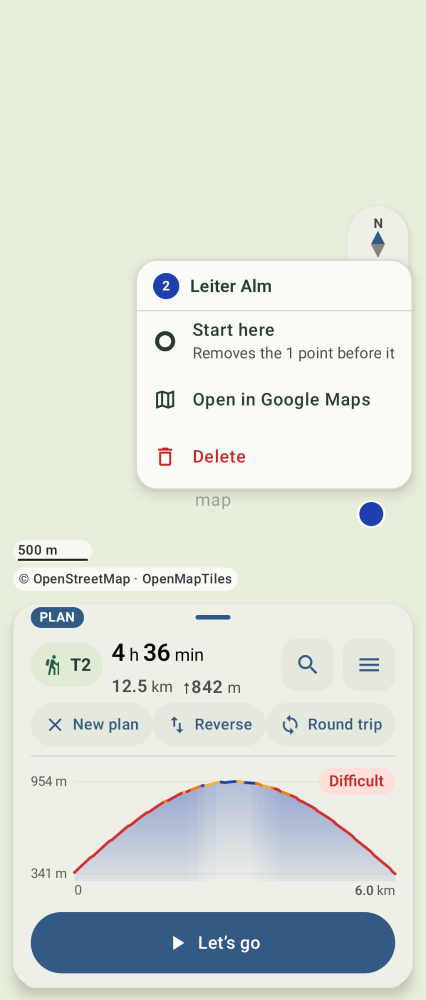 N
2 Leiter Alm
Start here
Removes the 1 point before it
Open in Google Maps
Delete
map
500 m
© OpenStreetMap · OpenMapTiles
PLAN
T2
4 h 36 min
12.5 km ↑842 m
New plan Reverse Round trip
954 m
Difficult
341 m
0 6.0 km
Let’s go